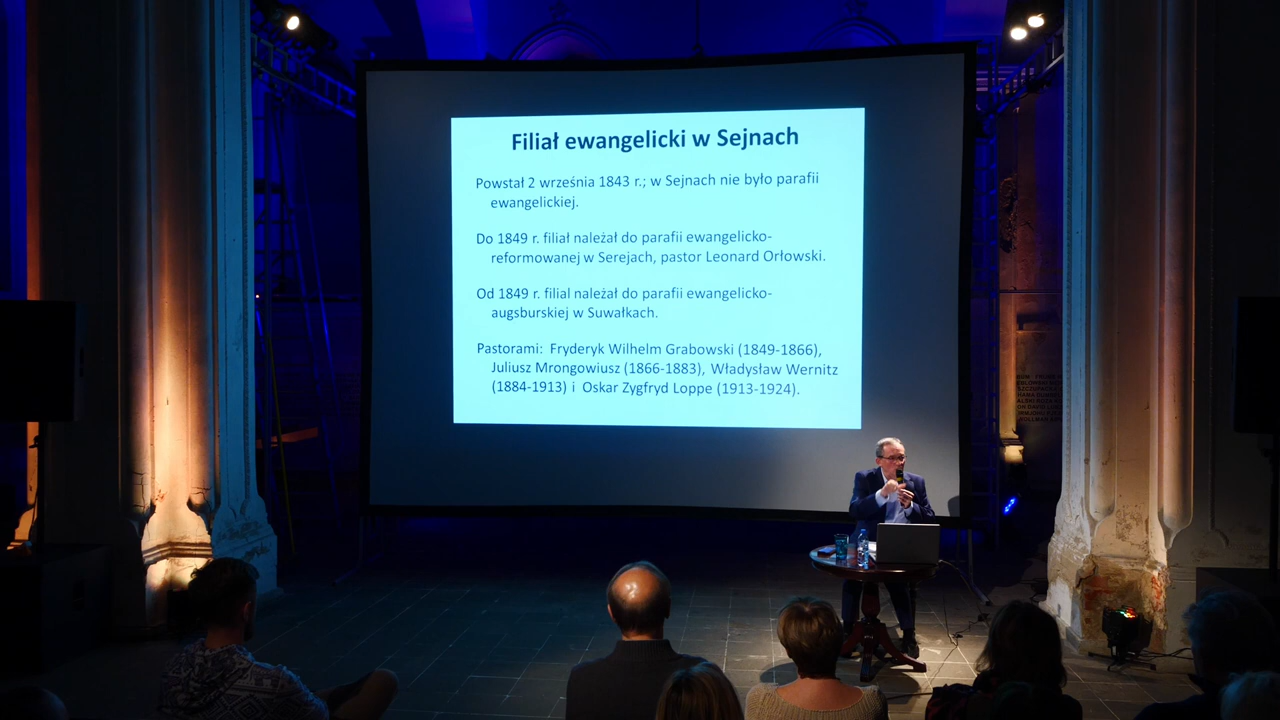 Filiał ewangelicki w Sejnach
Powstał 2 września 1843 r.; w Sejnach nie było parafii
ewangelickiej.
Do 1849 r. filiał należał do parafii ewangelicko-
reformowanej w Serejach, pastor Leonard Orłowski.
Od 1849 r. filial należał do parafii ewangelicko-
augsburskiej w Suwałkach.
Pastorami: Fryderyk Wilhelm Grabowski (1849-1866),
Juliusz Mrongowiusz (1866-1883), Władysław Wernitz
(1884-1913) i Oskar Zygfryd Loppe (1913-1924).